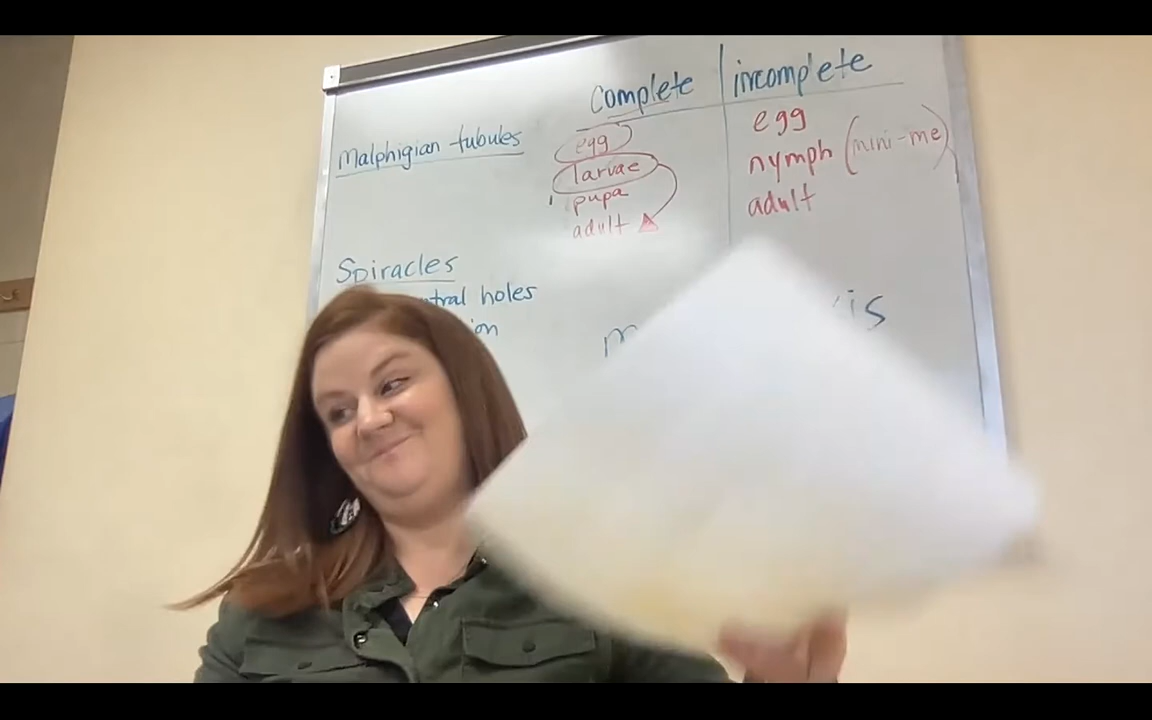 Complete | incomplete
Malphigian tubules
egg
larvae
pupa
adult
egg
nymph (mini-me)
adult
Spiracles
holes